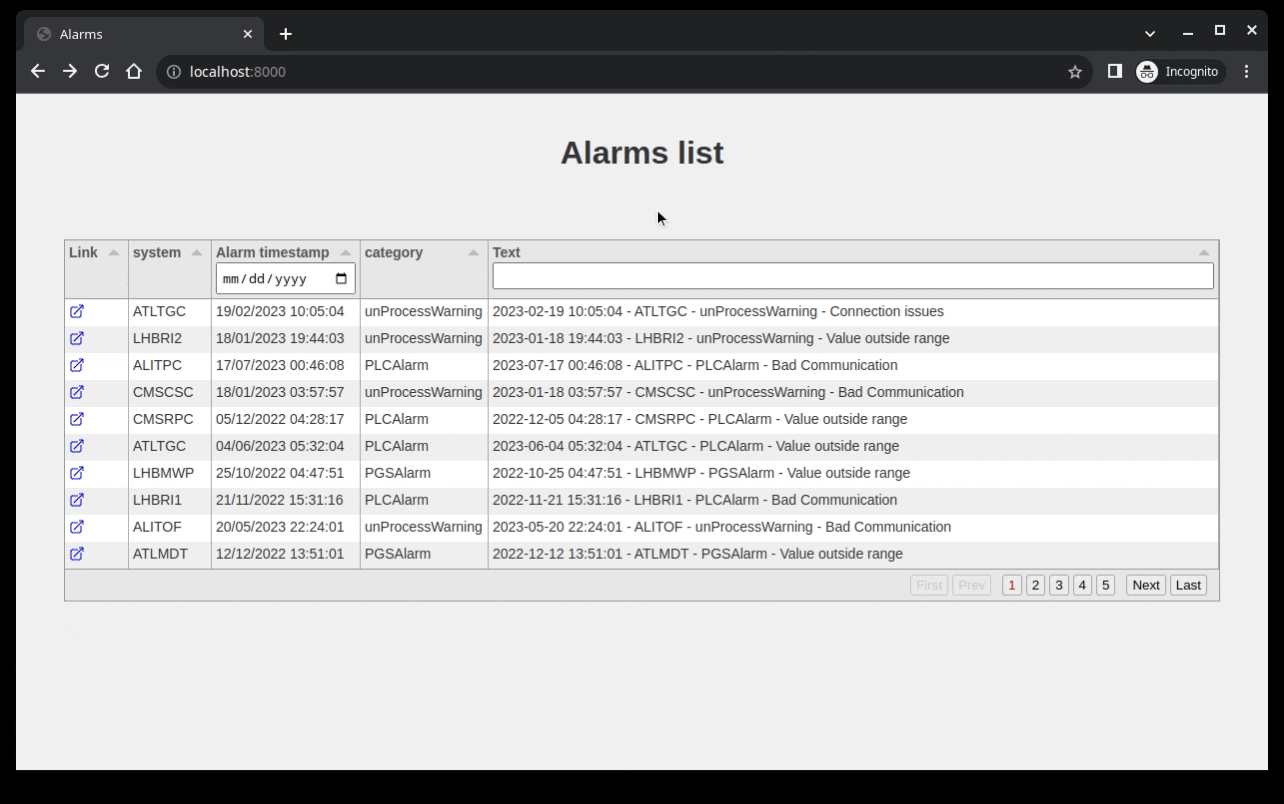 Alarms
localhost:8000
Incognito
Alarms list
Link system Alarm timestamp category Text
mm/dd/yyyy
ATLTGC 19/02/2023 10:05:04 unProcessWarning 2023-02-19 10:05:04 - ATLTGC - unProcessWarning - Connection issues
LHBRI2 18/01/2023 19:44:03 unProcessWarning 2023-01-18 19:44:03 - LHBRI2 - unProcessWarning - Value outside range
ALITPC 17/07/2023 00:46:08 PLCAlarm 2023-07-17 00:46:08 - ALITPC - PLCAlarm - Bad Communication
CMSCSC 18/01/2023 03:57:57 unProcessWarning 2023-01-18 03:57:57 - CMSCSC - unProcessWarning - Bad Communication
CMSRPC 05/12/2022 04:28:17 PLCAlarm 2022-12-05 04:28:17 - CMSRPC - PLCAlarm - Value outside range
ATLTGC 04/06/2023 05:32:04 PLCAlarm 2023-06-04 05:32:04 - ATLTGC - PLCAlarm - Value outside range
LHBMWP 25/10/2022 04:47:51 PGSAlarm 2022-10-25 04:47:51 - LHBMWP - PGSAlarm - Value outside range
LHBRI1 21/11/2022 15:31:16 PLCAlarm 2022-11-21 15:31:16 - LHBRI1 - PLCAlarm - Bad Communication
ALITOF 20/05/2023 22:24:01 unProcessWarning 2023-05-20 22:24:01 - ALITOF - unProcessWarning - Bad Communication
ATLMDT 12/12/2022 13:51:01 PGSAlarm 2022-12-12 13:51:01 - ATLMDT - PGSAlarm - Value outside range
First Prev 1 2 3 4 5 Next Last